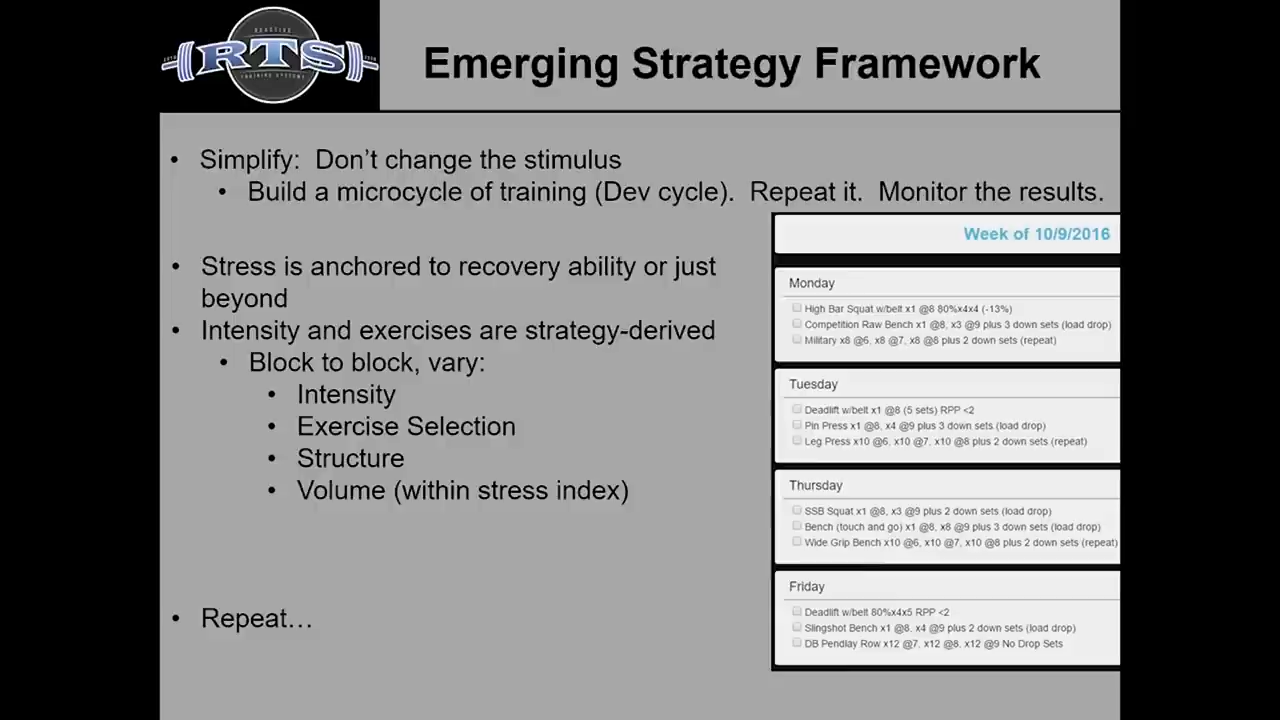 REACTIVE
RTS
TRAINING SYSTEMS
Emerging Strategy Framework
• Simplify: Don't change the stimulus
• Build a microcycle of training (Dev cycle). Repeat it. Monitor the results.
• Stress is anchored to recovery ability or just
beyond
• Intensity and exercises are strategy-derived
• Block to block, vary:
• Intensity
• Exercise Selection
• Structure
• Volume (within stress index)
• Repeat…
Week of 10/9/2016
Monday
High Bar Squat w/belt x1 @8 80%x4x4 (-13%)
Competition Raw Bench x1 @8, x3 @9 plus 3 down sets (load drop)
Military x8 @6, x8 @7, x8 @8 plus 2 down sets (repeat)
Tuesday
Deadlift w/belt x1 @8 (5 sets) RPP <2
Pin Press x1 @8, x4 @9 plus 3 down sets (load drop)
Leg Press x10 @6, x10 @7, x10 @8 plus 2 down sets (repeat)
Thursday
SSB Squat x1 @8, x3 @9 plus 2 down sets (load drop)
Bench (touch and go) x1 @8, x8 @9 plus 3 down sets (load drop)
Wide Grip Bench x10 @6, x10 @7, x10 @8 plus 2 down sets (repeat)
Friday
Deadlift w/belt 80%x4x5 RPP <2
Slingshot Bench x1 @8, x4 @9 plus 2 down sets (load drop)
DB Pendlay Row x12 @7, x12 @8, x12 @9 No Drop Sets